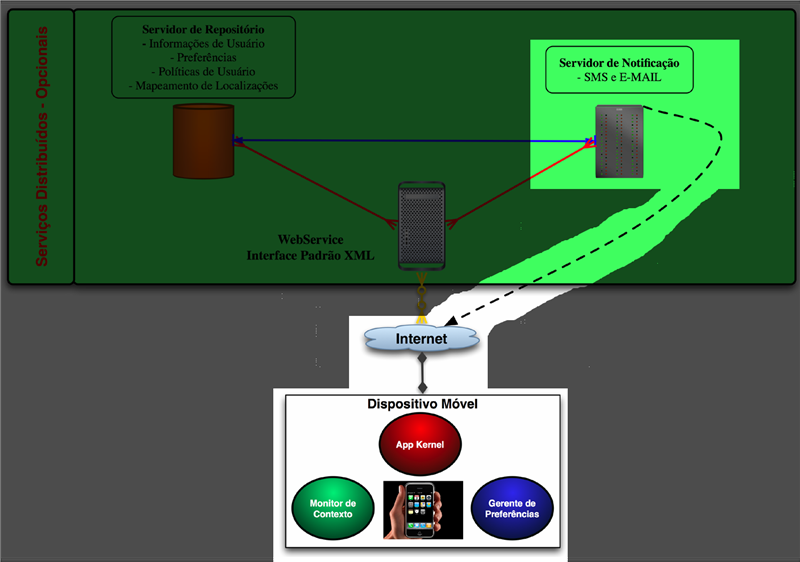 Serviços Distribuídos - Opcionais
Servidor de Repositório
- Informações de Usuário
- Preferências
- Políticas de Usuário
- Mapeamento de Localizações
Servidor de Notificação
- SMS e E-MAIL
WebService
Interface Padrão XML
Internet
Dispositivo Móvel
App Kernel
Monitor de
Contexto
Gerente de
Preferências